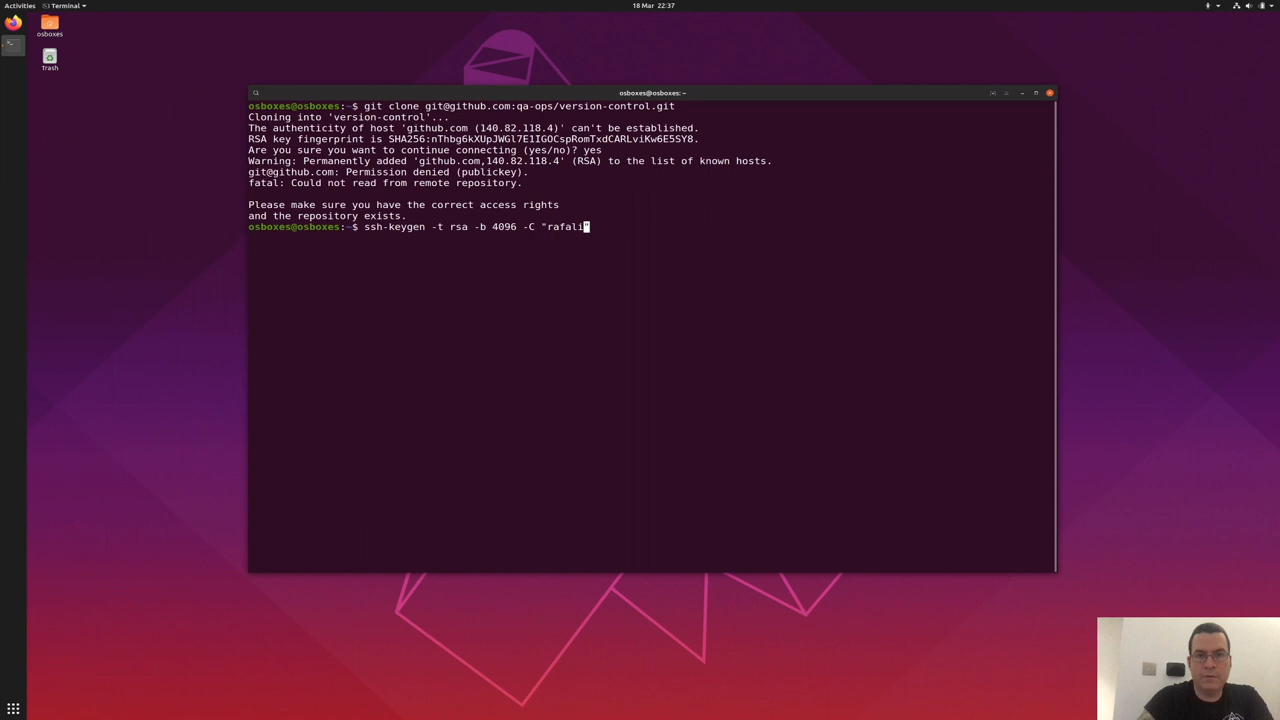 Activities
Terminal
18 Mar 22:37
osboxes
Trash
osboxes@osboxes: ~
osboxes@osboxes:~$ git clone git@github.com:qa-ops/version-control.git
Cloning into 'version-control'...
The authenticity of host 'github.com (140.82.118.4)' can't be established.
RSA key fingerprint is SHA256:nThbg6kXUpJWGl7E1IGOCspRomTxdCARLviKw6E5SY8.
Are you sure you want to continue connecting (yes/no)? yes
Warning: Permanently added 'github.com,140.82.118.4' (RSA) to the list of known hosts.
git@github.com: Permission denied (publickey).
fatal: Could not read from remote repository.
Please make sure you have the correct access rights
and the repository exists.
osboxes@osboxes:~$ ssh-keygen -t rsa -b 4096 -C "rafali"